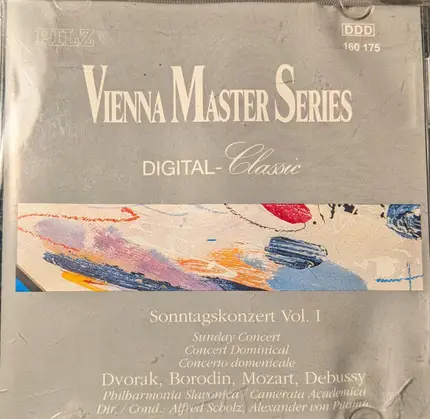 PILZ
DDD
160 175
VIENNA MASTER SERIES
DIGITAL-Classic
Sonntagskonzert Vol. I
Sunday Concert
Concert Dominical
Concerto domenicale
Dvorak, Borodin, Mozart, Debussy
Philharmonia Slavonica / Camerata Academica
Dir. / Cond.: Alfred Scholz, Alexander von Pitamic